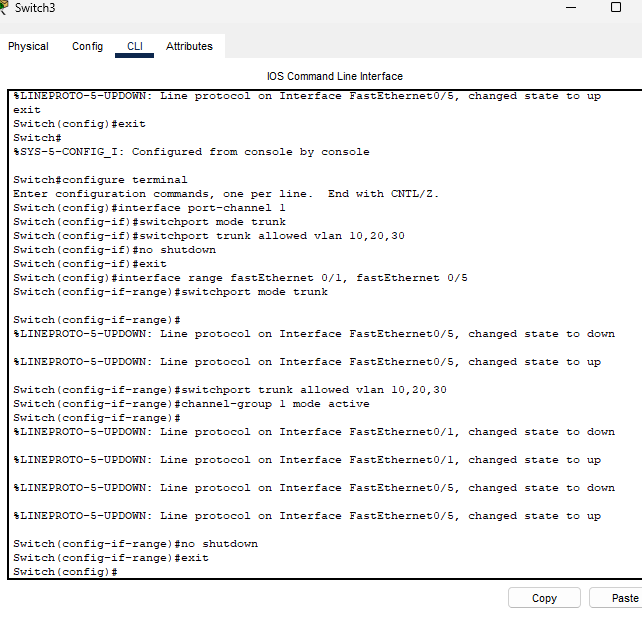 Switch3
Physical Config CLI Attributes
IOS Command Line Interface
%LINEPROTO-5-UPDOWN: Line protocol on Interface FastEthernet0/5, changed state to up
exit
Switch(config)#exit
Switch#
%SYS-5-CONFIG_I: Configured from console by console
Switch#configure terminal
Enter configuration commands, one per line.  End with CNTL/Z.
Switch(config)#interface port-channel 1
Switch(config-if)#switchport mode trunk
Switch(config-if)#switchport trunk allowed vlan 10,20,30
Switch(config-if)#no shutdown
Switch(config-if)#exit
Switch(config)#interface range fastEthernet 0/1, fastEthernet 0/5
Switch(config-if-range)#switchport mode trunk
Switch(config-if-range)#
%LINEPROTO-5-UPDOWN: Line protocol on Interface FastEthernet0/5, changed state to down
%LINEPROTO-5-UPDOWN: Line protocol on Interface FastEthernet0/5, changed state to up
Switch(config-if-range)#switchport trunk allowed vlan 10,20,30
Switch(config-if-range)#channel-group 1 mode active
Switch(config-if-range)#
%LINEPROTO-5-UPDOWN: Line protocol on Interface FastEthernet0/1, changed state to down
%LINEPROTO-5-UPDOWN: Line protocol on Interface FastEthernet0/1, changed state to up
%LINEPROTO-5-UPDOWN: Line protocol on Interface FastEthernet0/5, changed state to down
%LINEPROTO-5-UPDOWN: Line protocol on Interface FastEthernet0/5, changed state to up
Switch(config-if-range)#no shutdown
Switch(config-if-range)#exit
Switch(config)#
Copy Paste